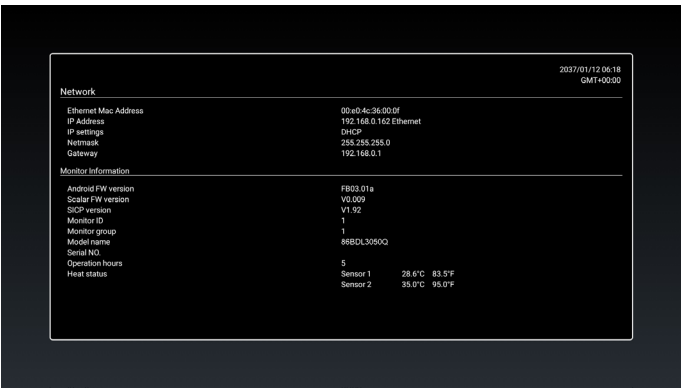 2037/01/12 06:18
GMT+00:00
Network
Ethernet Mac Address 00:e0:4c:36:00:0f
IP Address 192.168.0.162 Ethernet
IP settings DHCP
Netmask 255.255.255.0
Gateway 192.168.0.1
Monitor Information
Android FW version FB03.01a
Scalar FW version V0.009
SICP version V1.92
Monitor ID 1
Monitor group 1
Model name 86BDL3050Q
Serial NO.
Operation hours 5
Heat status Sensor 1 28.6°C 83.5°F
Sensor 2 35.0°C 95.0°F